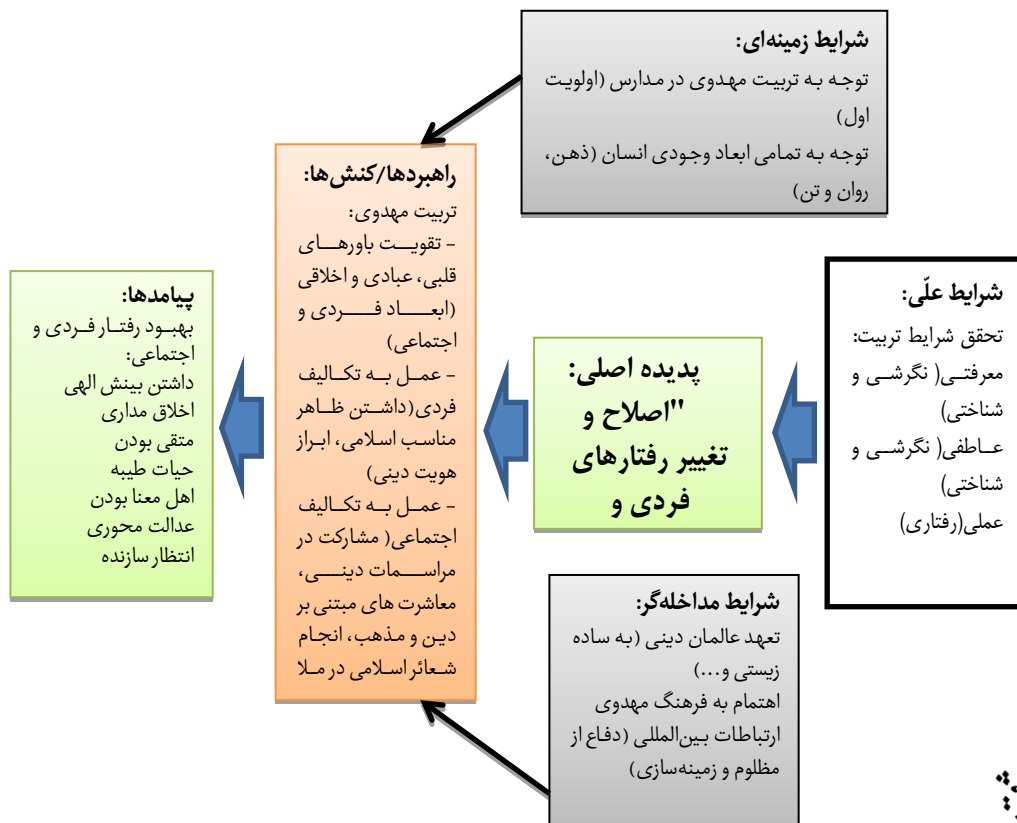 شرایط زمینه‌ای:
توجه به تربیت مهدوی در مدارس (اولویت
اول)
توجه به تمامی ابعاد وجودی انسان (ذهن،
روان و تن)
شرایط علّی:
تحقق شرایط تربیت:
معرفتی( نگرشی و
شناختی)
عاطفی( نگرشی و
شناختی)
عملی(رفتاری)
پدیده اصلی:
"اصلاح و
تغییر رفتارهای
فردی و
شرایط مداخله‌گر:
تعهد عالمان دینی (به ساده
زیستی و...)
اهتمام به فرهنگ مهدوی
ارتباطات بین‌المللی (دفاع از
مظلوم و زمینه‌سازی)
راهبردها/کنش‌ها:
تربیت مهدوی:
- تقویت باورهای
قلبی، عبادی و اخلاقی
(ابعاد فردی و
اجتماعی)
- عمل به تکالیف
فردی(داشتن ظاهر
مناسب اسلامی، ابراز
هویت دینی)
- عمل به تکالیف
اجتماعی( مشارکت در
مراسمات دینی،
معاشرت های مبتنی بر
دین و مذهب، انجام
شعائر اسلامی در ملا
پیامدها:
بهبود رفتار فردی و
اجتماعی:
داشتن بینش الهی
اخلاق مداری
متقی بودن
حیات طیبه
اهل معنا بودن
عدالت محوری
انتظار سازنده